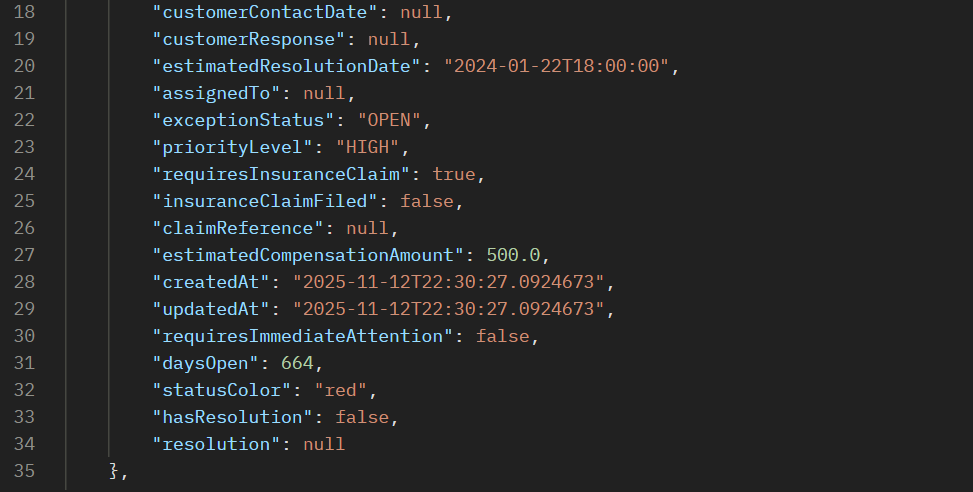 18 "customerContactDate": null,
19 "customerResponse": null,
20 "estimatedResolutionDate": "2024-01-22T18:00:00",
21 "assignedTo": null,
22 "exceptionStatus": "OPEN",
23 "priorityLevel": "HIGH",
24 "requiresInsuranceClaim": true,
25 "insuranceClaimFiled": false,
26 "claimReference": null,
27 "estimatedCompensationAmount": 500.0,
28 "createdAt": "2025-11-12T22:30:27.0924673",
29 "updatedAt": "2025-11-12T22:30:27.0924673",
30 "requiresImmediateAttention": false,
31 "daysOpen": 664,
32 "statusColor": "red",
33 "hasResolution": false,
34 "resolution": null
35 },